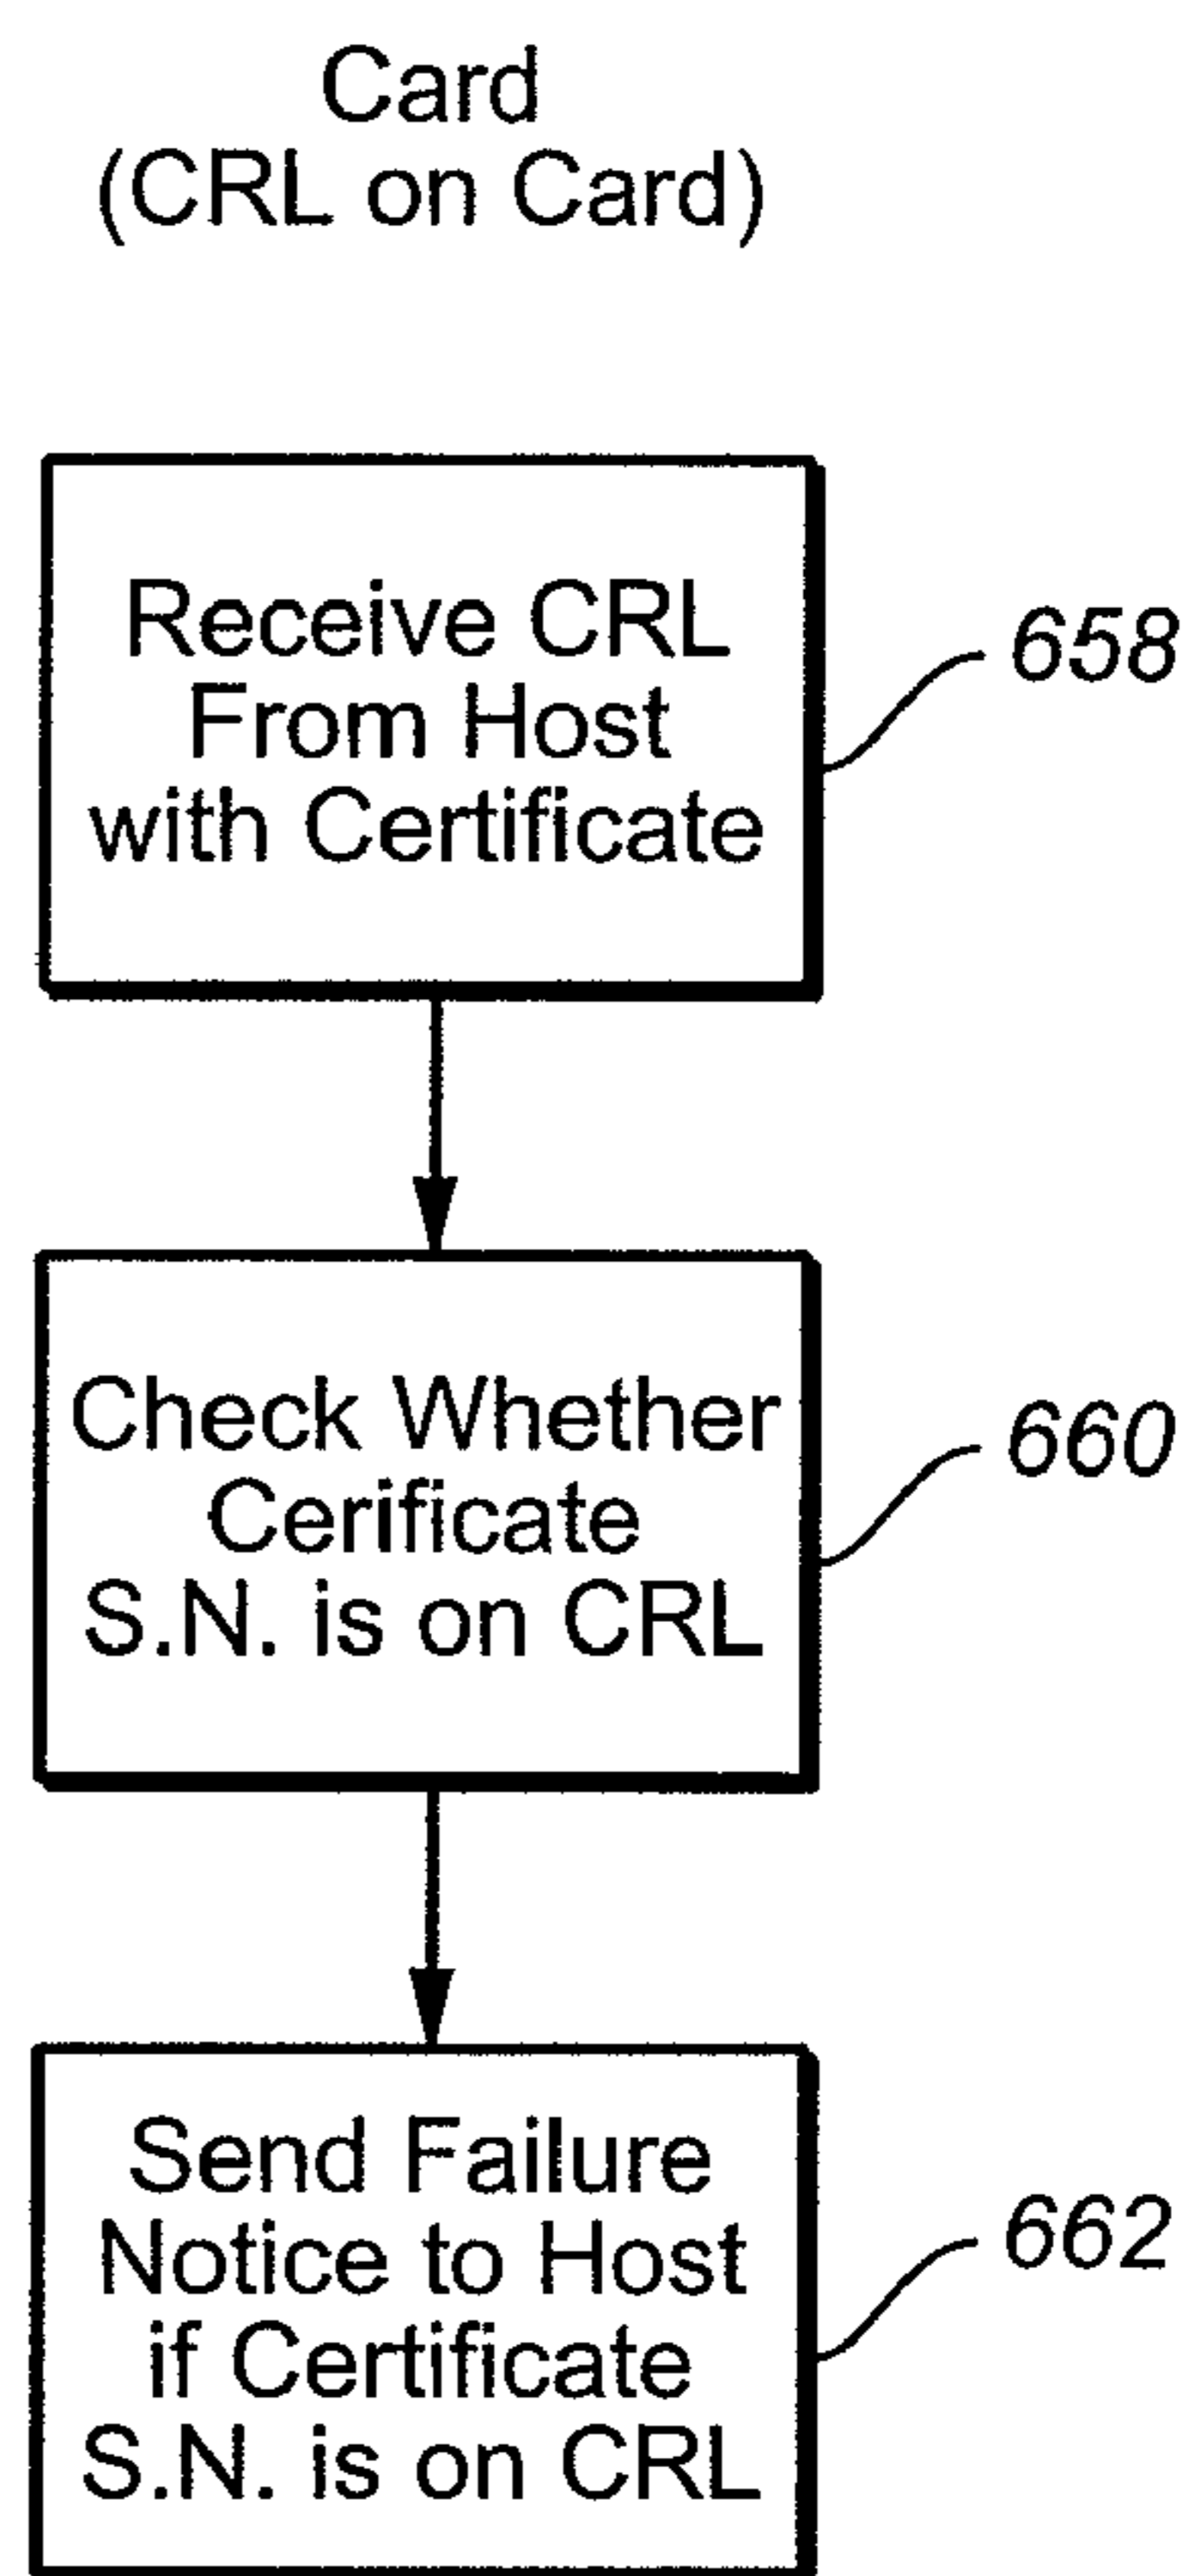 Card
(CRL on Card)
Receive CRL
From Host
with Certificate
658
Check Whether
Cerificate
S.N. is on CRL
660
Send Failure
Notice to Host
if Certificate
S.N. is on CRL
662